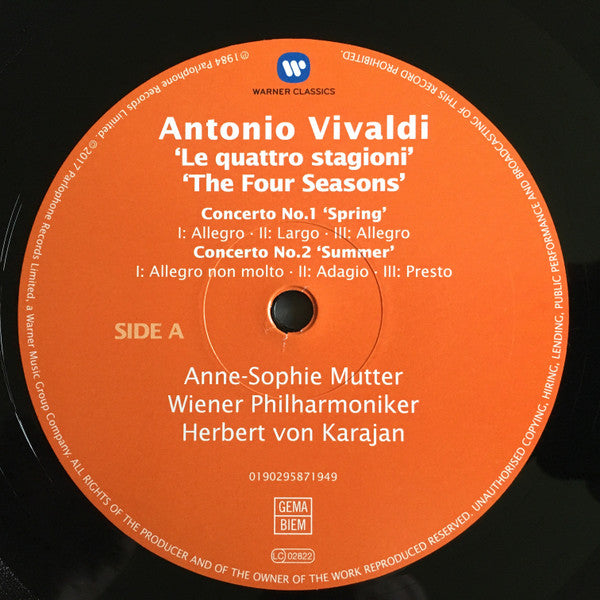 WARNER CLASSICS
Antonio Vivaldi
‘Le quattro stagioni’
‘The Four Seasons’
Concerto No.1 ‘Spring’
I: Allegro · II: Largo · III: Allegro
Concerto No.2 ‘Summer’
I: Allegro non molto · II: Adagio · III: Presto
SIDE A
Anne-Sophie Mutter
Wiener Philharmoniker
Herbert von Karajan
0190295871949
GEMA
BIEM
LC 02822
℗1984 Parlophone Records Limited. ©2017 Parlophone Records Limited, a Warner Music Group Company. ALL RIGHTS OF THE PRODUCER AND OF THE OWNER OF THE WORK REPRODUCED RESERVED. UNAUTHORISED COPYING, HIRING, LENDING, PUBLIC PERFORMANCE AND BROADCASTING OF THIS RECORD PROHIBITED.